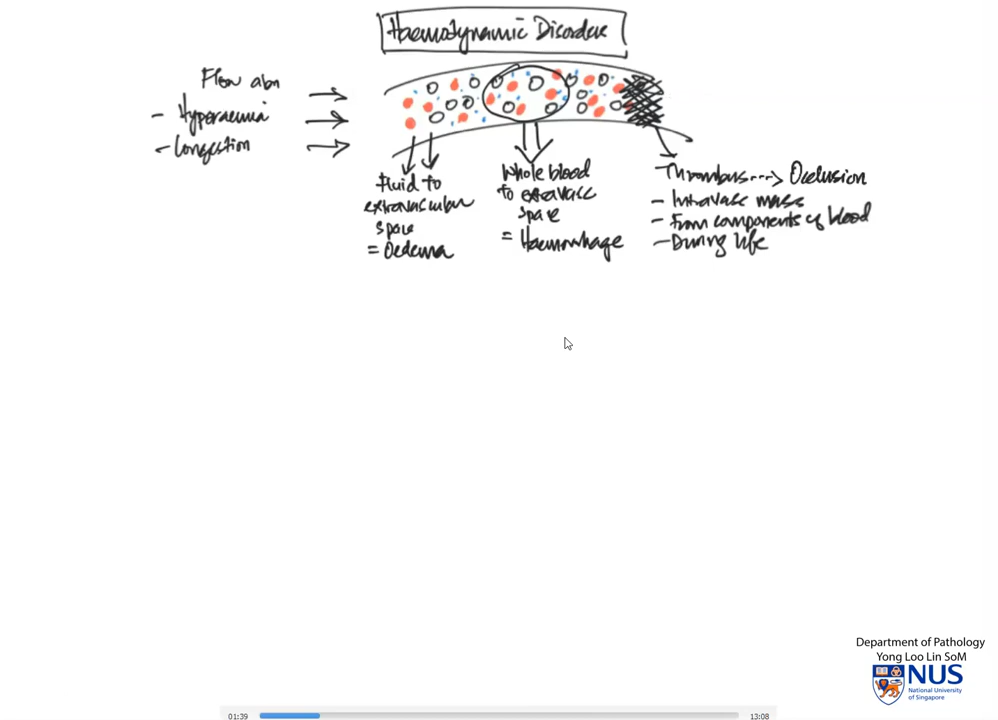 Haemodynamic Disorders
Flow abn
- Hyperaemia
- Congestion
Fluid to
extravascular
space
= Oedema
Whole blood
to extravasc
space
= Haemorrhage
Thrombus ---> Occlusion
- Intravasc mass
- From components of blood
- During life
Department of Pathology
Yong Loo Lin SoM
NUS
National University
of Singapore
01:39
13:08